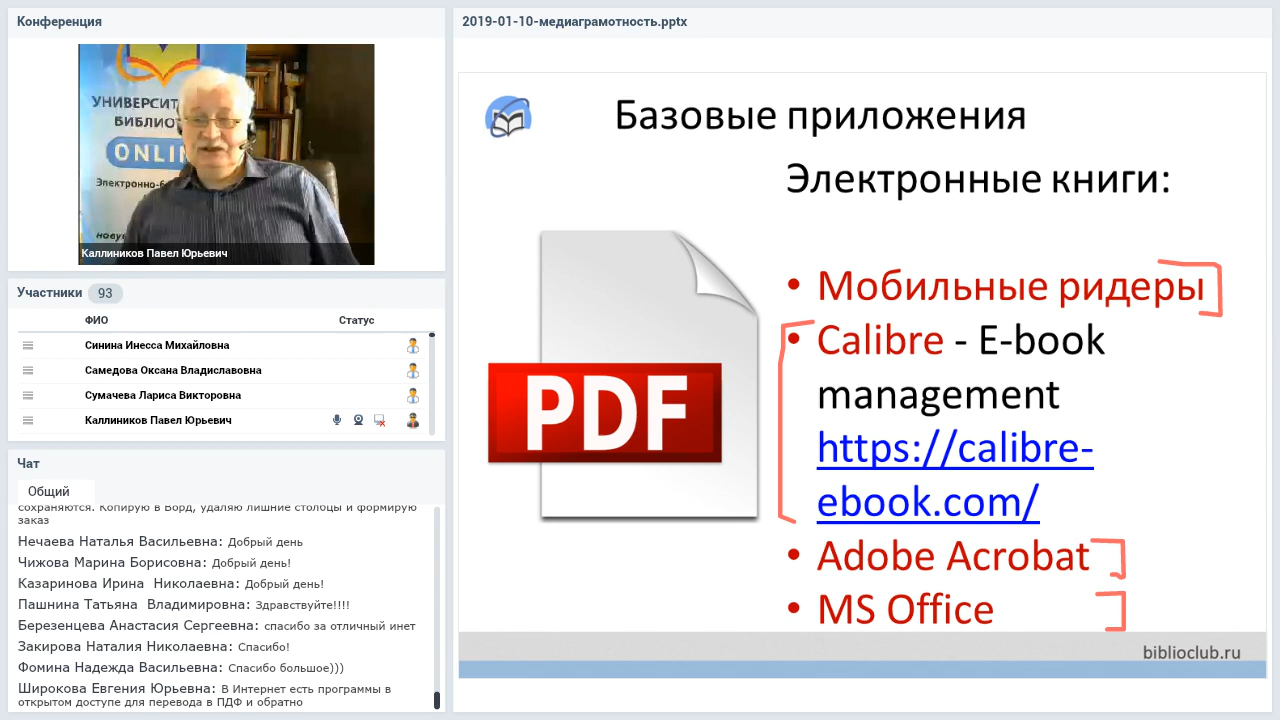 Конференция
УНИВЕРСИТ
БИБЛИО
ONLIN
Электронно-б
новую
Каллиников Павел Юрьевич
Участники 93
ФИО Статус
Синина Инесса Михайловна
Самедова Оксана Владиславовна
Сумачева Лариса Викторовна
Каллиников Павел Юрьевич
Чат
Общий
сохраняются. Копирую в Ворд, удаляю лишние столоцы и формирую
заказ
Нечаева Наталья Васильевна: Добрый день
Чижова Марина Борисовна: Добрый день!
Казаринова Ирина Николаевна: Добрый день!
Пашнина Татьяна Владимировна: Здравствуйте!!!!
Березенцева Анастасия Сергеевна: спасибо за отличный инет
Закирова Наталия Николаевна: Спасибо!
Фомина Надежда Васильевна: Спасибо большое)))
Широкова Евгения Юрьевна: В Интернет есть программы в
открытом доступе для перевода в ПДФ и обратно
2019-01-10-медиаграмотность.pptx
Базовые приложения
Электронные книги:
PDF
• Мобильные ридеры
• Calibre - E-book
management
https://calibre-
ebook.com/
• Adobe Acrobat
• MS Office
biblioclub.ru